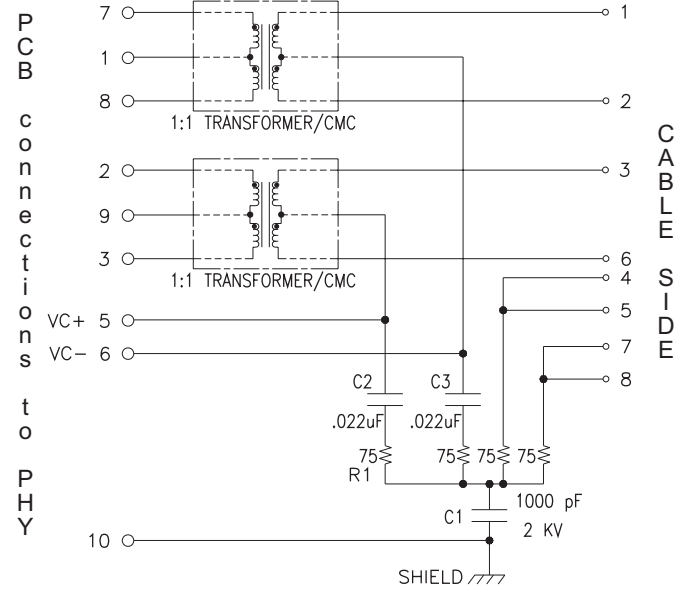 PCB connections to PHY
7 1
1
8 2
1:1 TRANSFORMER/CMC
2 3
9
3 6
1:1 TRANSFORMER/CMC
4
VC+ 5 5
VC- 6 7
8
C2 C3
.022uF .022uF
75 75 75 75
R1
1000 pF
C1
2 KV
10
SHIELD
CABLE SIDE